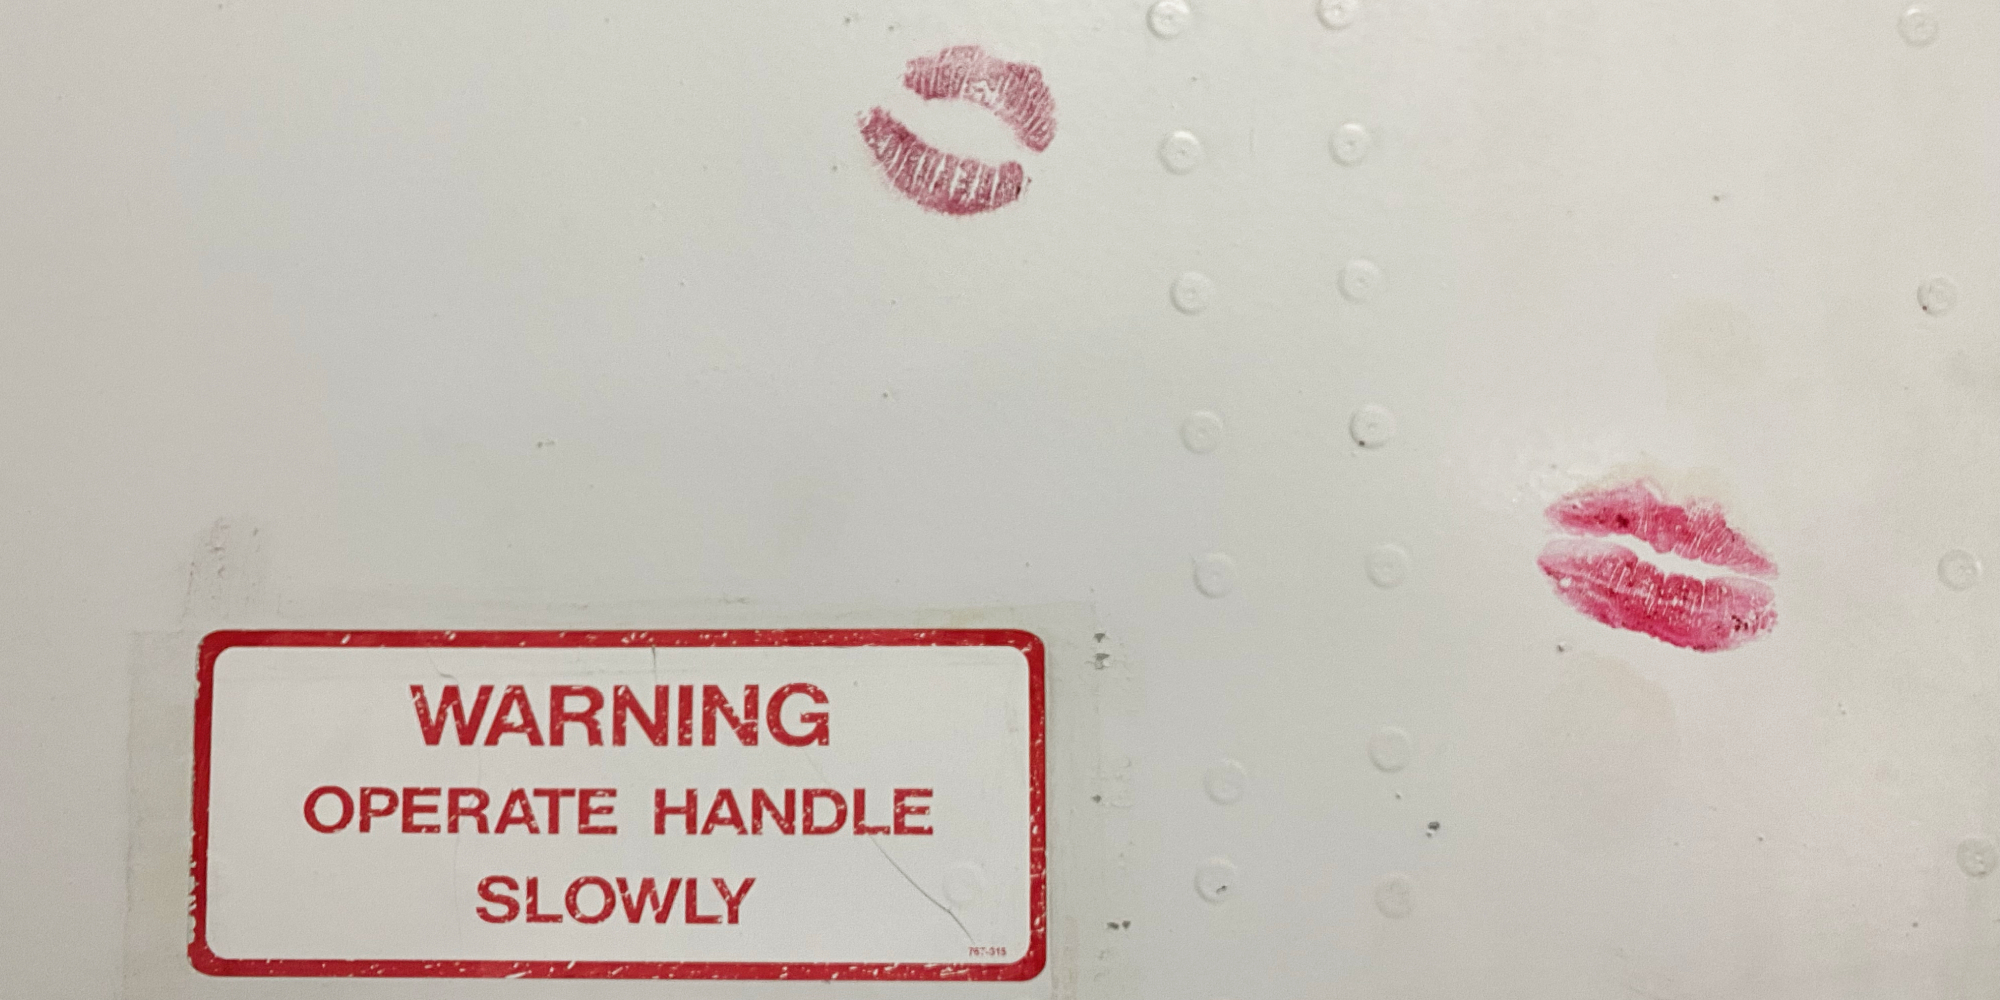 WARNING
OPERATE HANDLE
SLOWLY
767-315